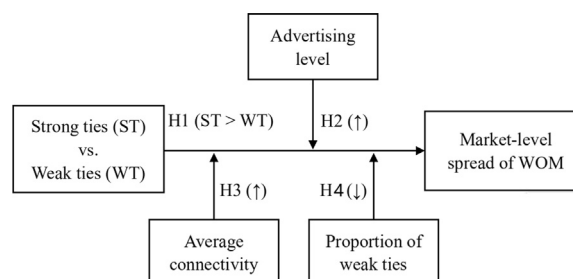 Advertising
level
Strong ties (ST)
vs.
Weak ties (WT)
H1 (ST > WT)
H2 (↑)
Market-level
spread of WOM
H3 (↑)
H4 (↓)
Average
connectivity
Proportion of
weak ties